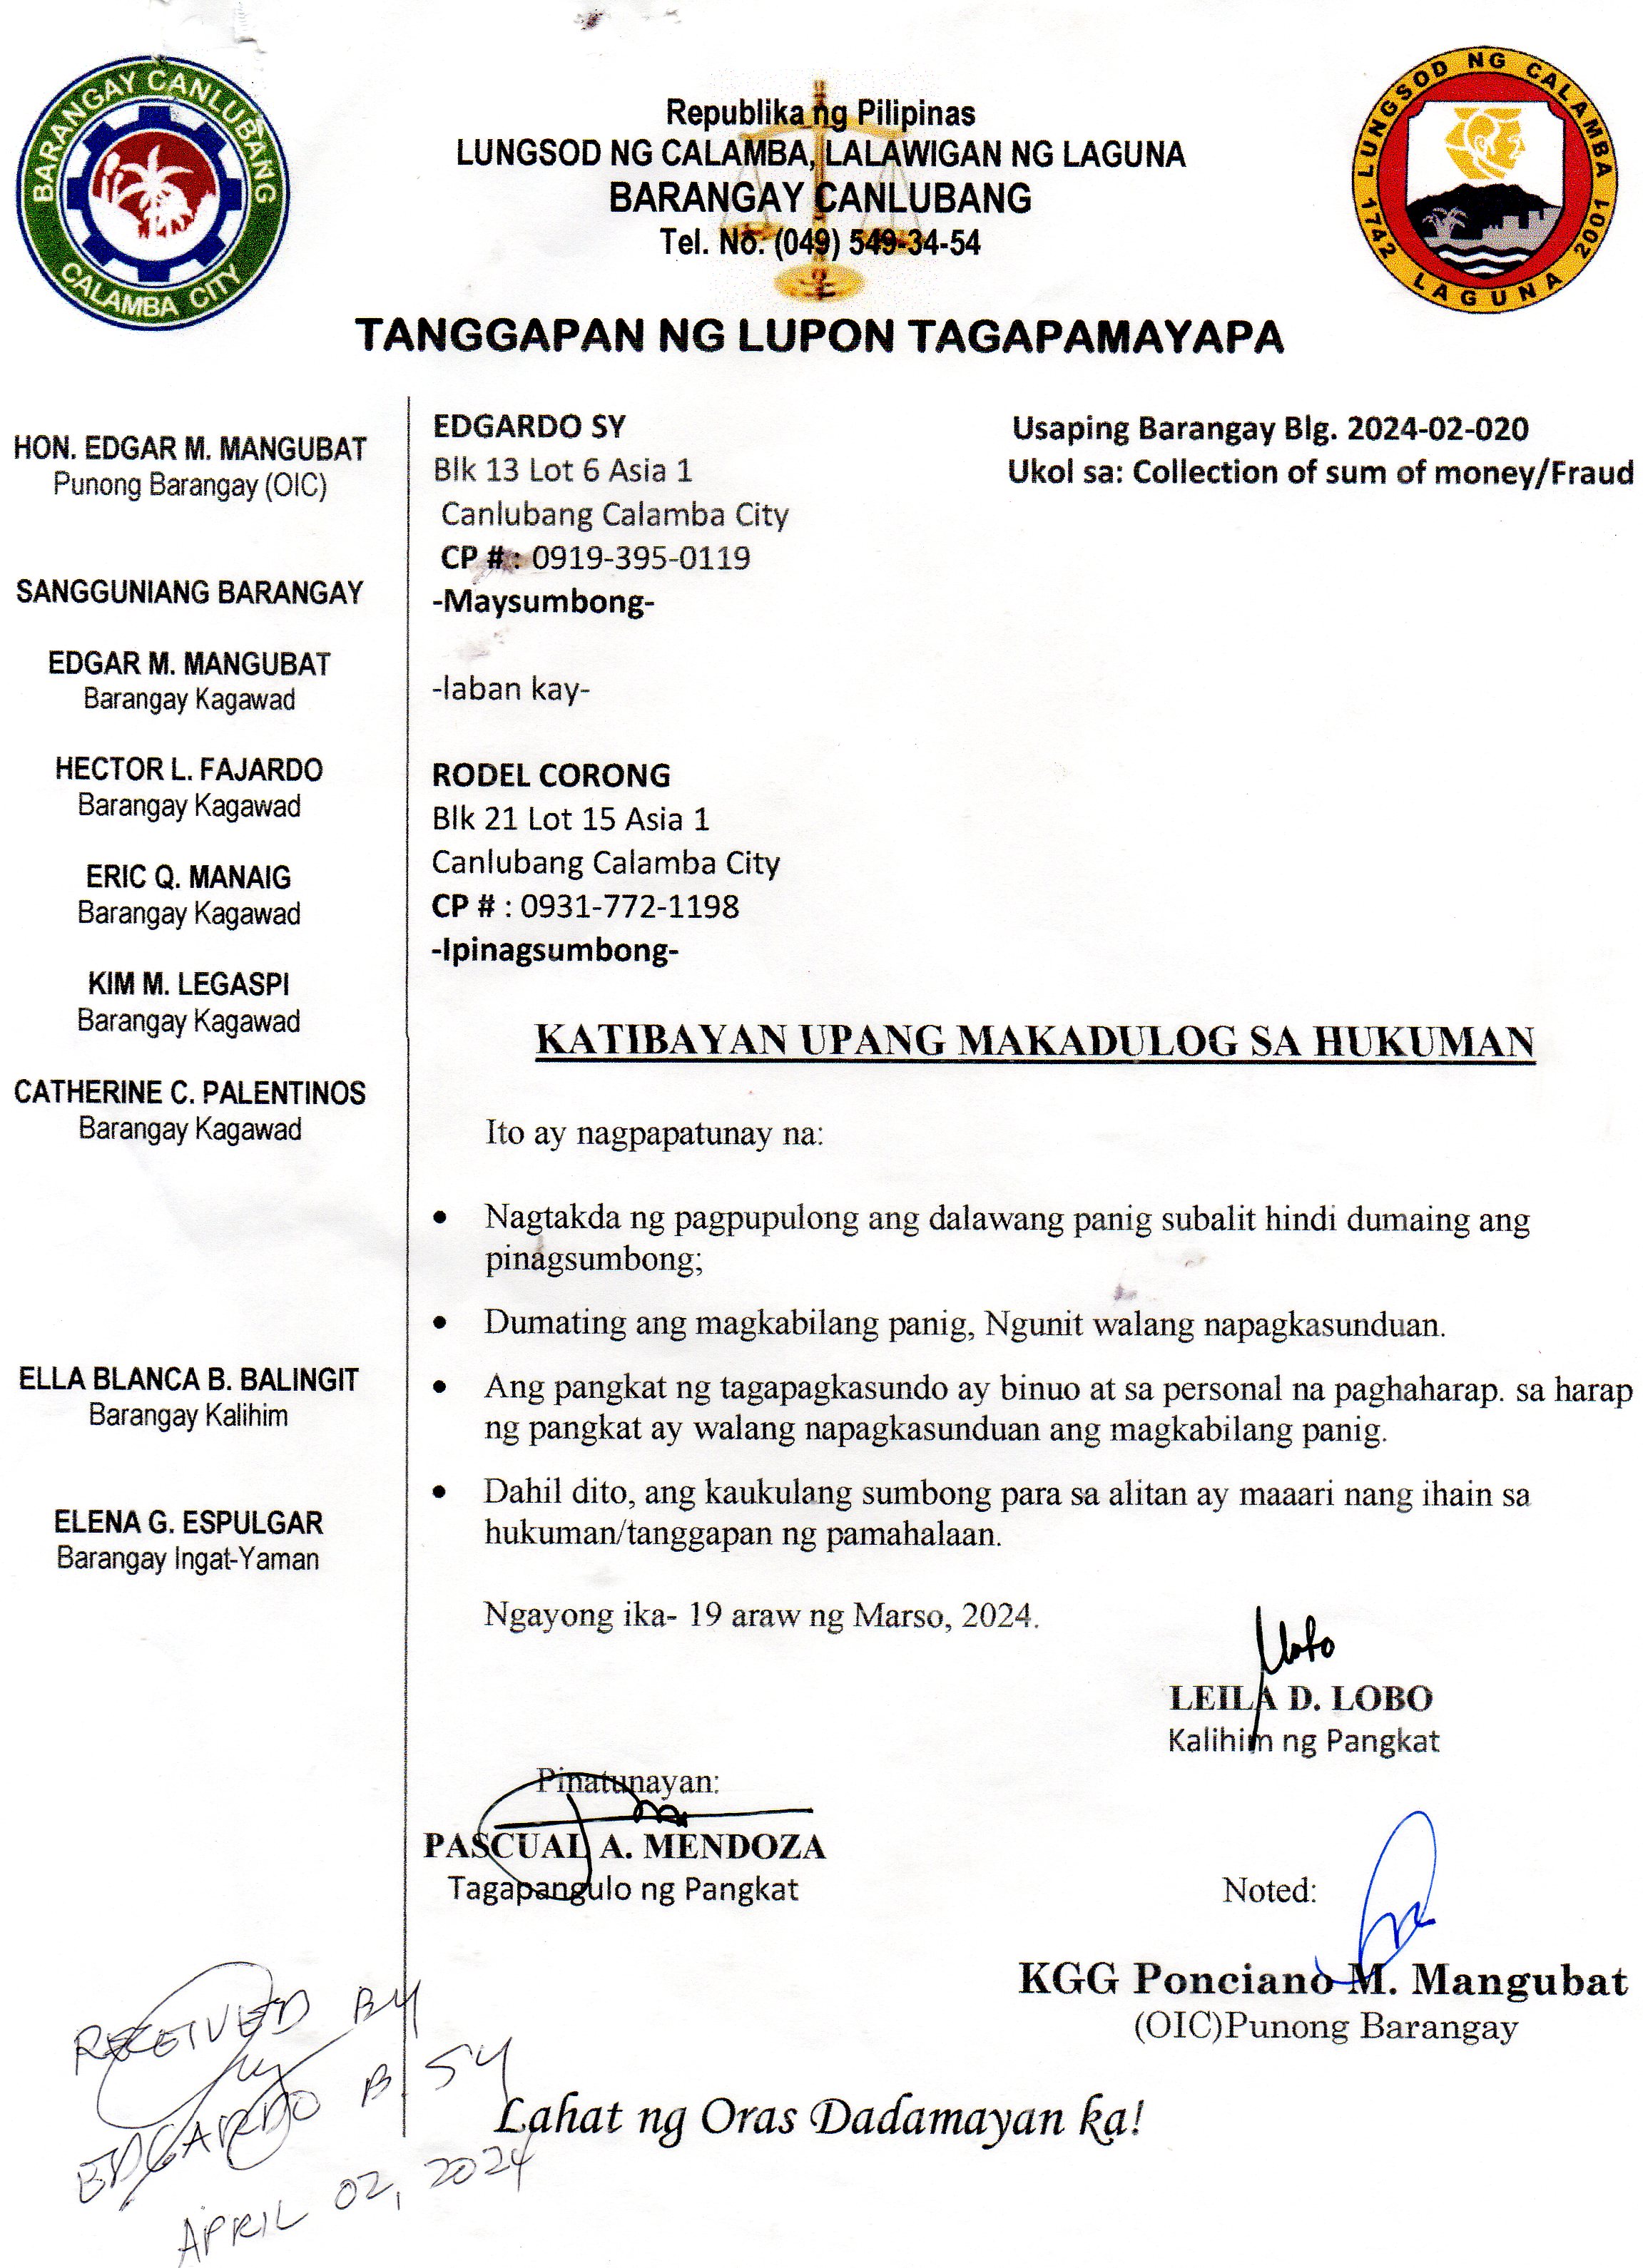 BARANGAY CANLUBANG
CALAMBA CITY
Republika ng Pilipinas
LUNGSOD NG CALAMBA, LALAWIGAN NG LAGUNA
BARANGAY CANLUBANG
Tel. No. (049) 549-34-54
LUNGSOD NG CALAMBA
1742 LAGUNA 2001
TANGGAPAN NG LUPON TAGAPAMAYAPA
HON. EDGAR M. MANGUBAT
Punong Barangay (OIC)
SANGGUNIANG BARANGAY
EDGAR M. MANGUBAT
Barangay Kagawad
HECTOR L. FAJARDO
Barangay Kagawad
ERIC Q. MANAIG
Barangay Kagawad
KIM M. LEGASPI
Barangay Kagawad
CATHERINE C. PALENTINOS
Barangay Kagawad
ELLA BLANCA B. BALINGIT
Barangay Kalihim
ELENA G. ESPULGAR
Barangay Ingat-Yaman
EDGARDO SY
Blk 13 Lot 6 Asia 1
Canlubang Calamba City
CP # : 0919-395-0119
-Maysumbong-
Usaping Barangay Blg. 2024-02-020
Ukol sa: Collection of sum of money/Fraud
-laban kay-
RODEL CORONG
Blk 21 Lot 15 Asia 1
Canlubang Calamba City
CP # : 0931-772-1198
-Ipinagsumbong-
KATIBAYAN UPANG MAKADULOG SA HUKUMAN
Ito ay nagpapatunay na:
• Nagtakda ng pagpupulong ang dalawang panig subalit hindi dumaing ang
pinagsumbong;
• Dumating ang magkabilang panig, Ngunit walang napagkasunduan.
• Ang pangkat ng tagapagkasundo ay binuo at sa personal na paghaharap. sa harap
ng pangkat ay walang napagkasunduan ang magkabilang panig.
• Dahil dito, ang kaukulang sumbong para sa alitan ay maaari nang ihain sa
hukuman/tanggapan ng pamahalaan.
Ngayong ika- 19 araw ng Marso, 2024.
LEILA D. LOBO
Kalihim ng Pangkat
Pinatunayan:
PASCUAL A. MENDOZA
Tagapangulo ng Pangkat
Noted:
KGG Ponciano M. Mangubat
(OIC)Punong Barangay
RECEIVED BY
EDGARDO B. SY
APRIL 02, 2024
Lahat ng Oras Dadamayan ka!